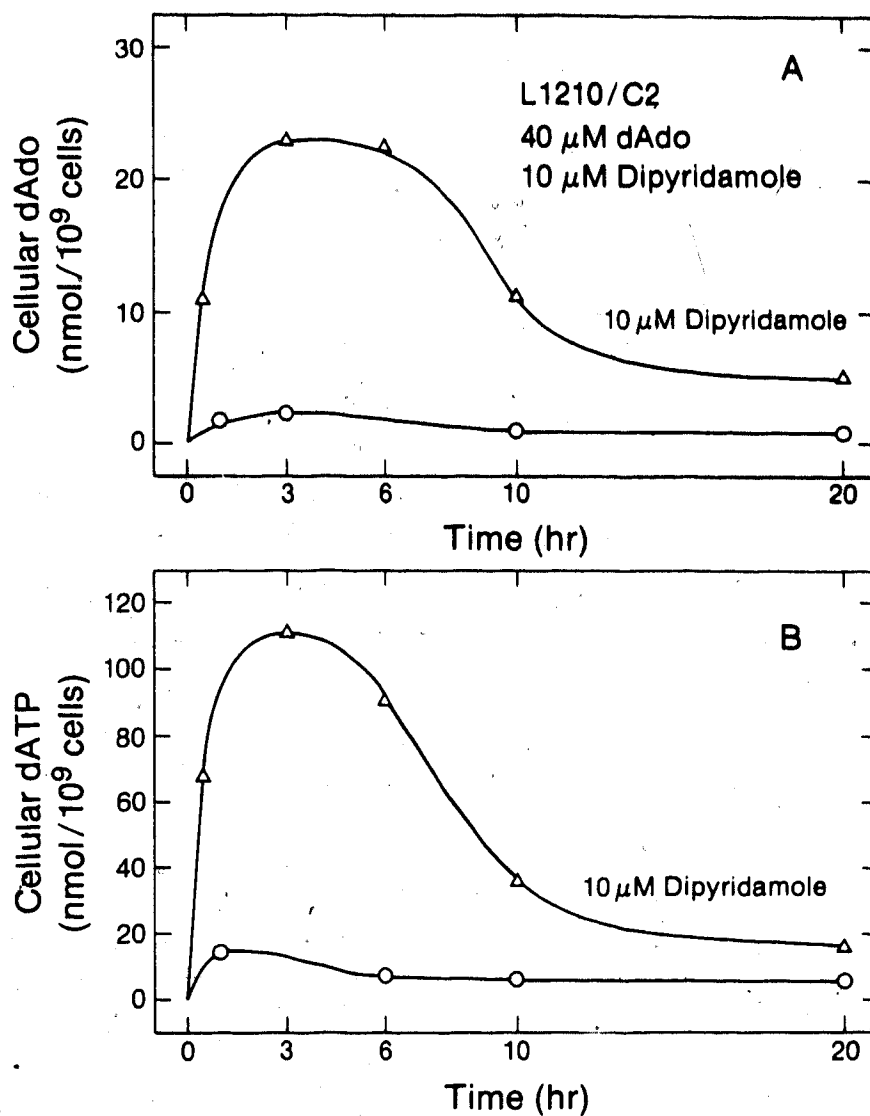 A
L1210/C2
40 μM dAdo
10 μM Dipyridamole
10 μM Dipyridamole
Cellular dAdo
(nmol/10⁹ cells)
30
20
10
0
0 3 6 10 20
Time (hr)
B
10 μM Dipyridamole
Cellular dATP
(nmol/10⁹ cells)
120
100
80
60
40
20
0
0 3 6 10 20
Time (hr)